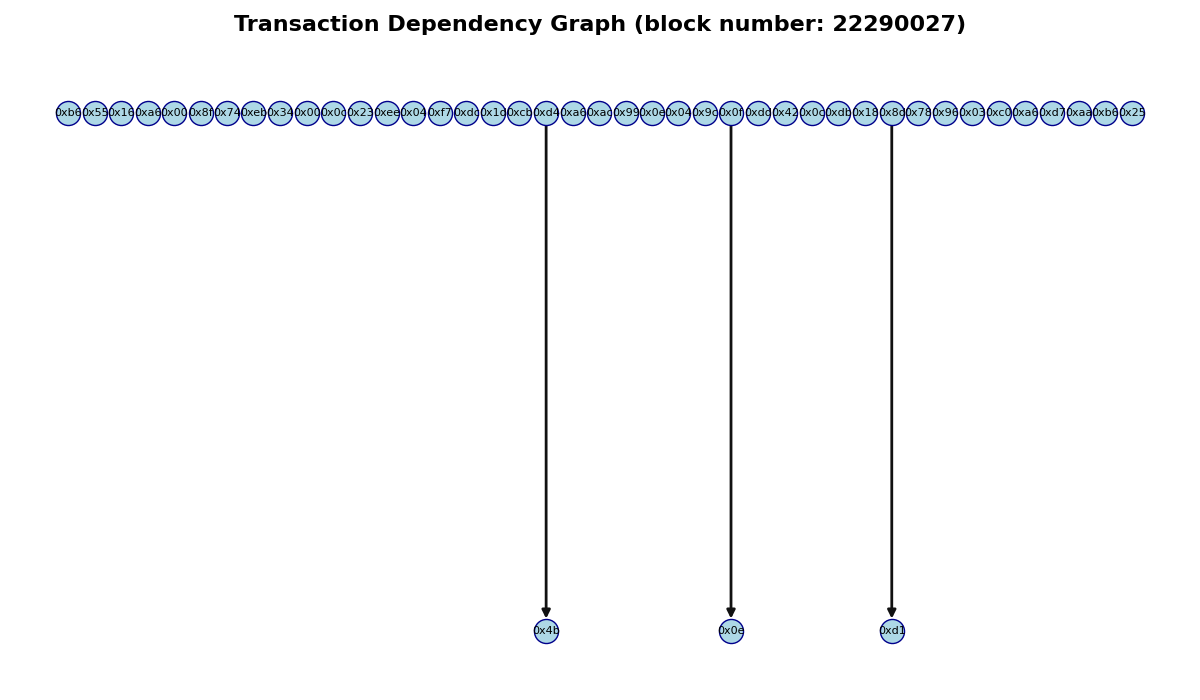 Transaction Dependency Graph (block number: 22290027)
0xb6 0x55 0x16 0xa6 0x00 0x8f 0x74 0xeb 0x34 0x00 0x0c 0x23 0xee 0x04 0xf7 0xdc 0x1d 0xcb 0xd4 0xa6 0xac 0x99 0x0e 0x04 0x9c 0x0f 0xdc 0x42 0x0c 0xdb 0x18 0x8d 0x78 0x96 0x03 0xc0 0xa6 0xd7 0xaa 0xb6 0x25
0x4b 0x0e 0xd1